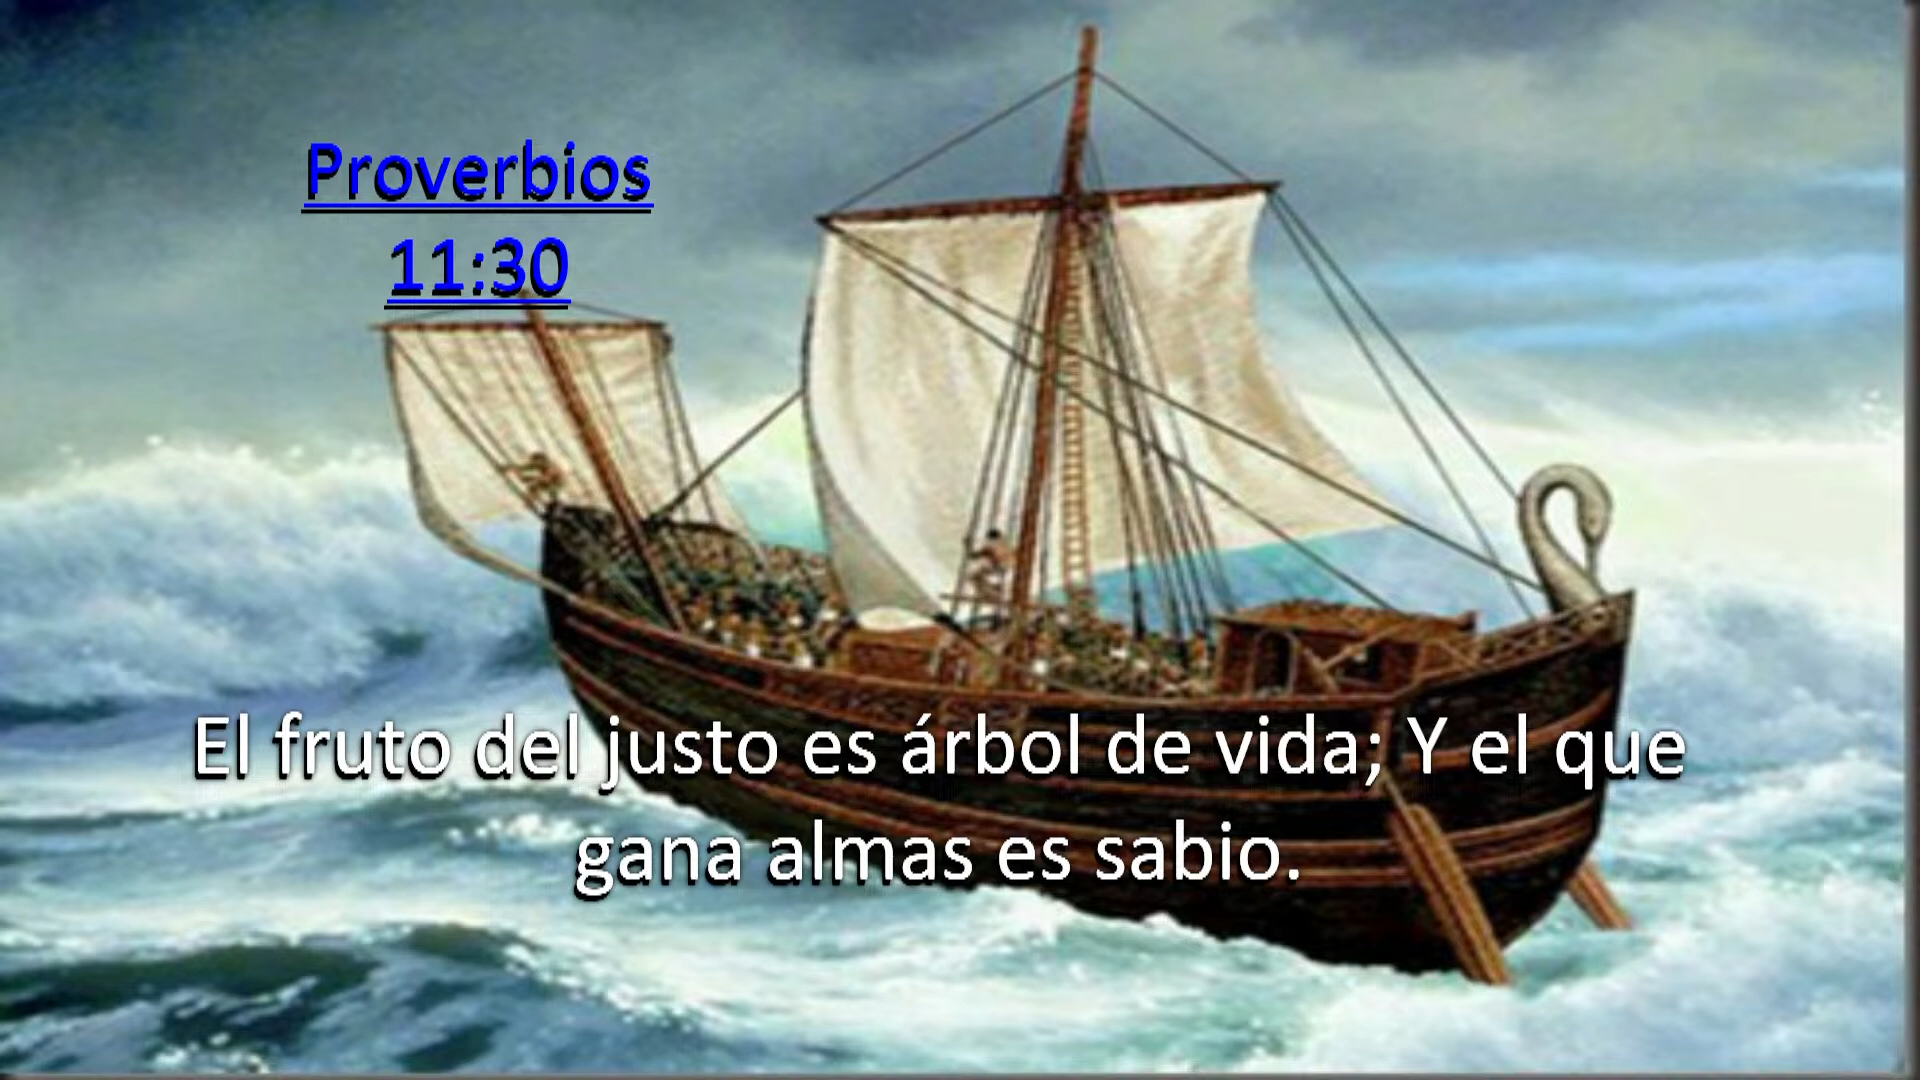 Proverbios
11:30
El fruto del justo es árbol de vida; Y el que
gana almas es sabio.